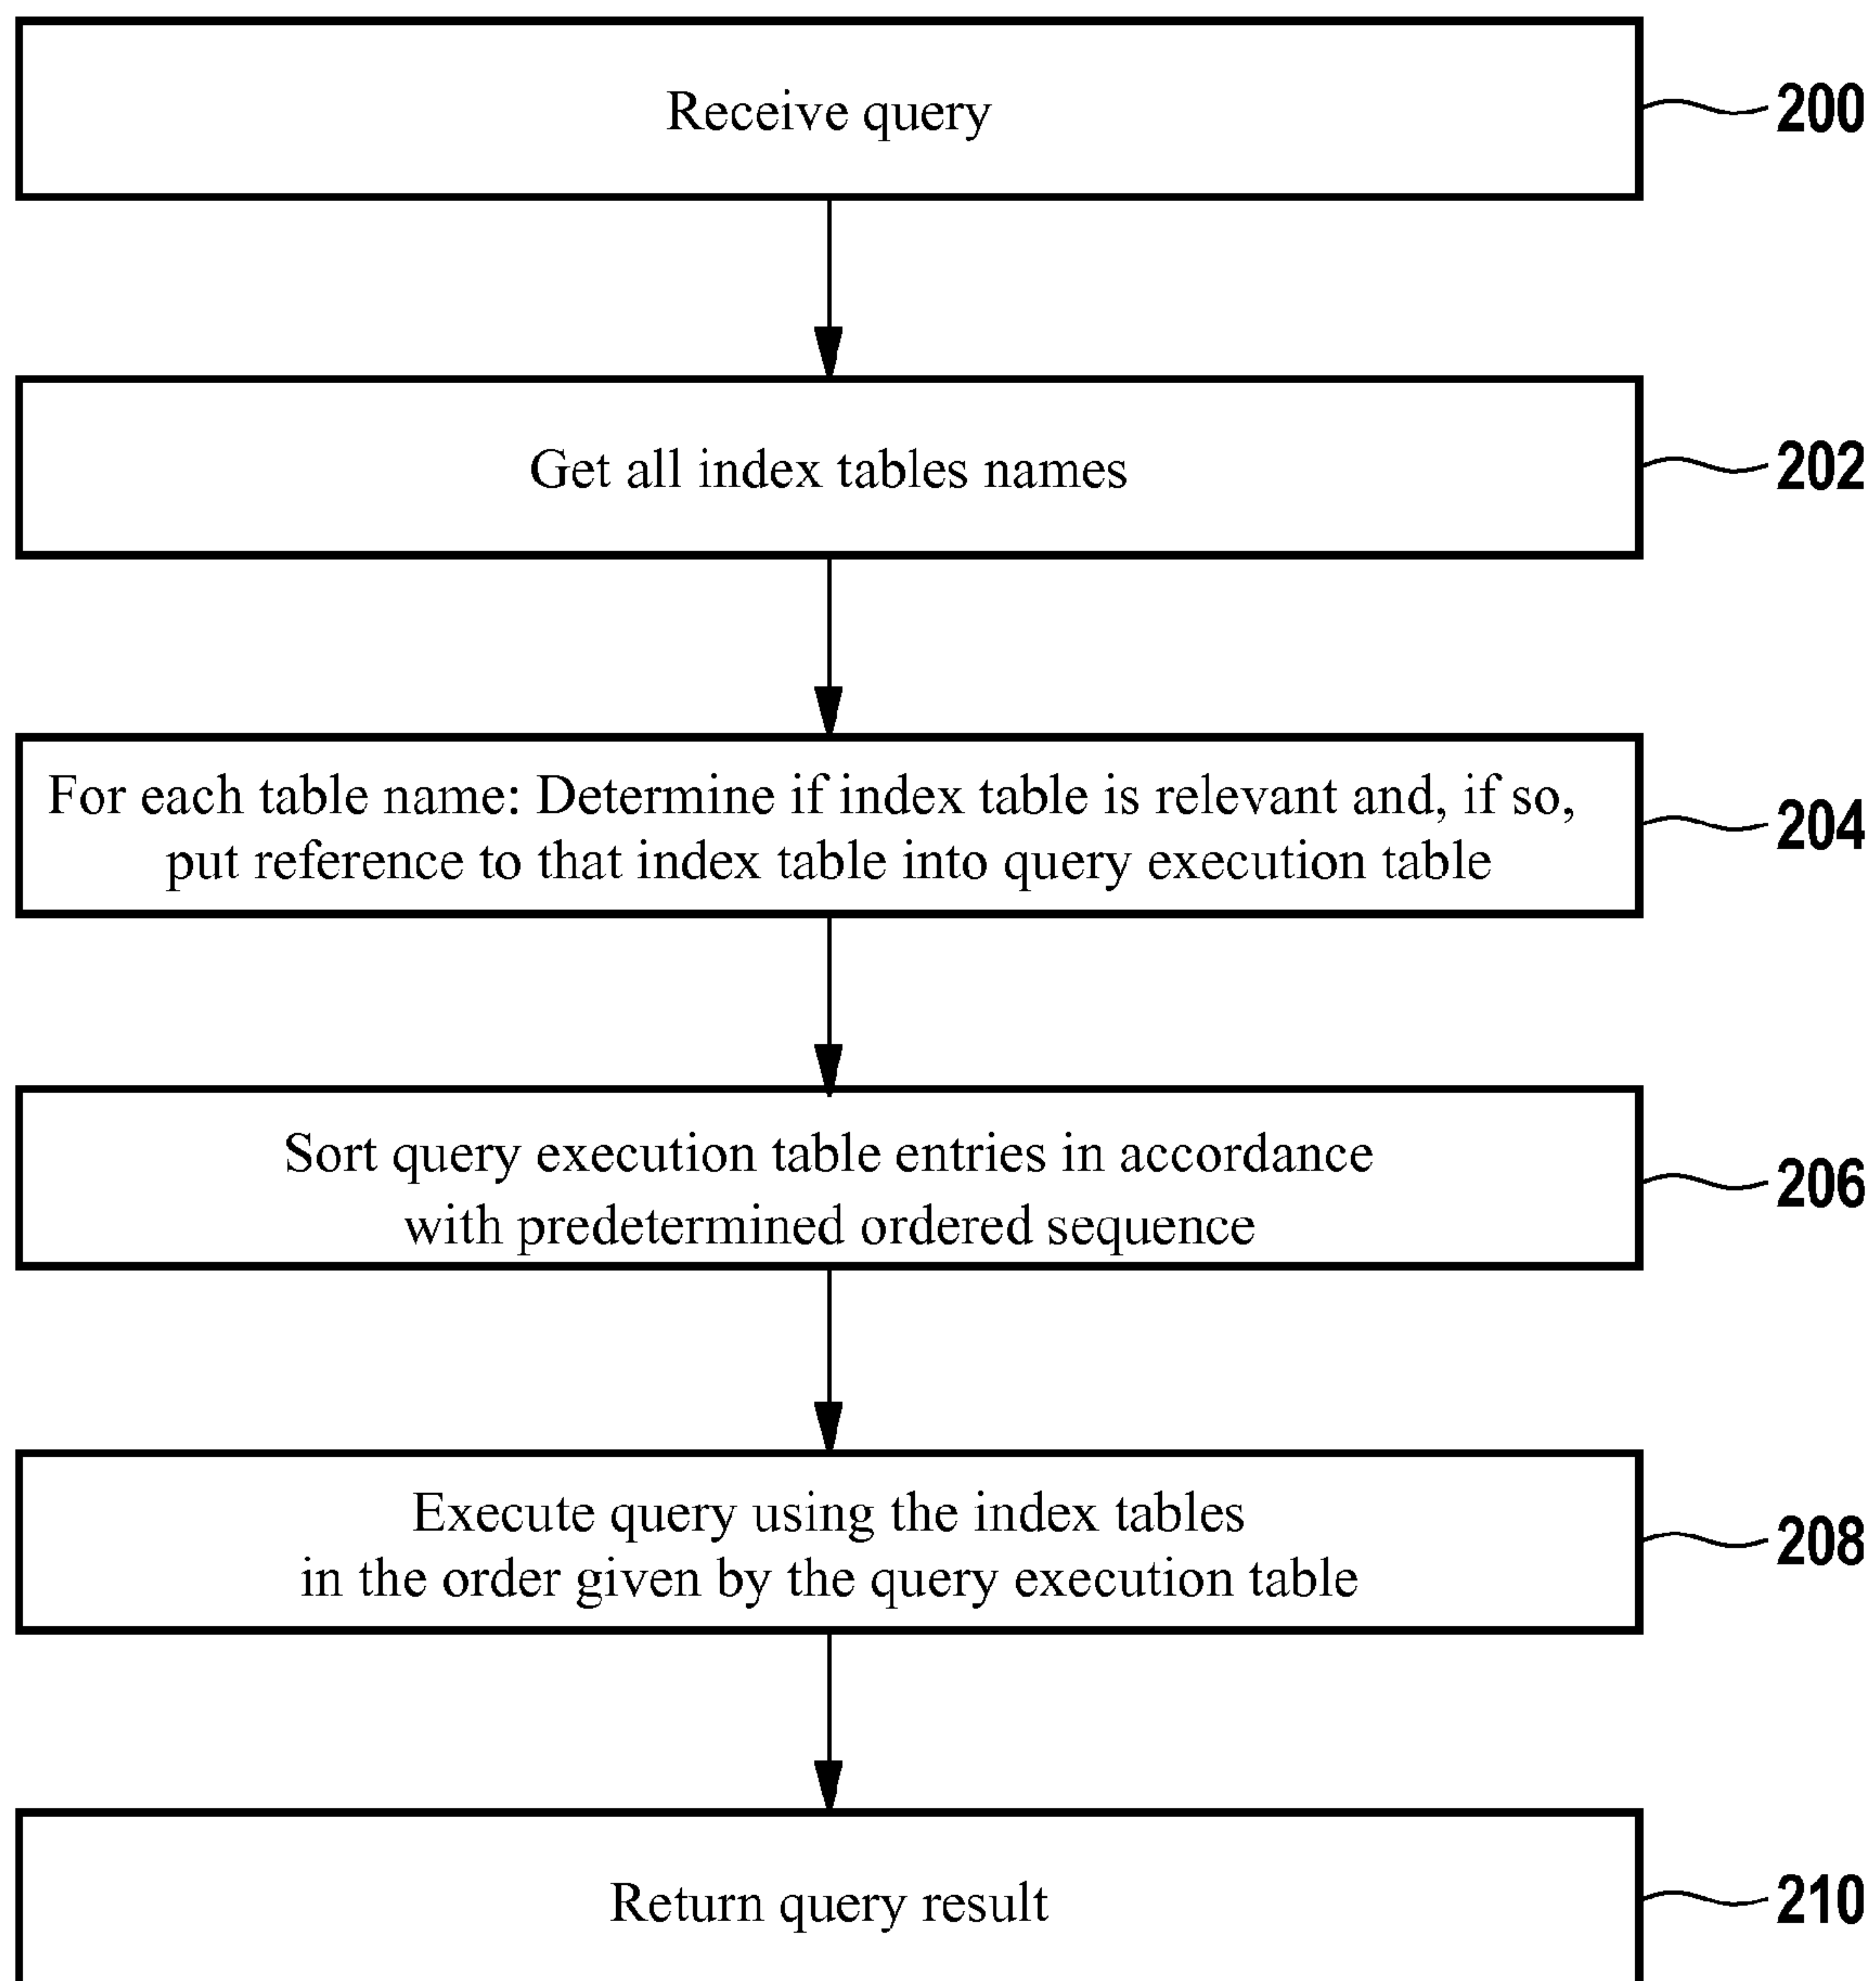 Receive query
200
Get all index tables names
202
For each table name: Determine if index table is relevant and, if so,
put reference to that index table into query execution table
204
Sort query execution table entries in accordance
with predetermined ordered sequence
206
Execute query using the index tables
in the order given by the query execution table
208
Return query result
210